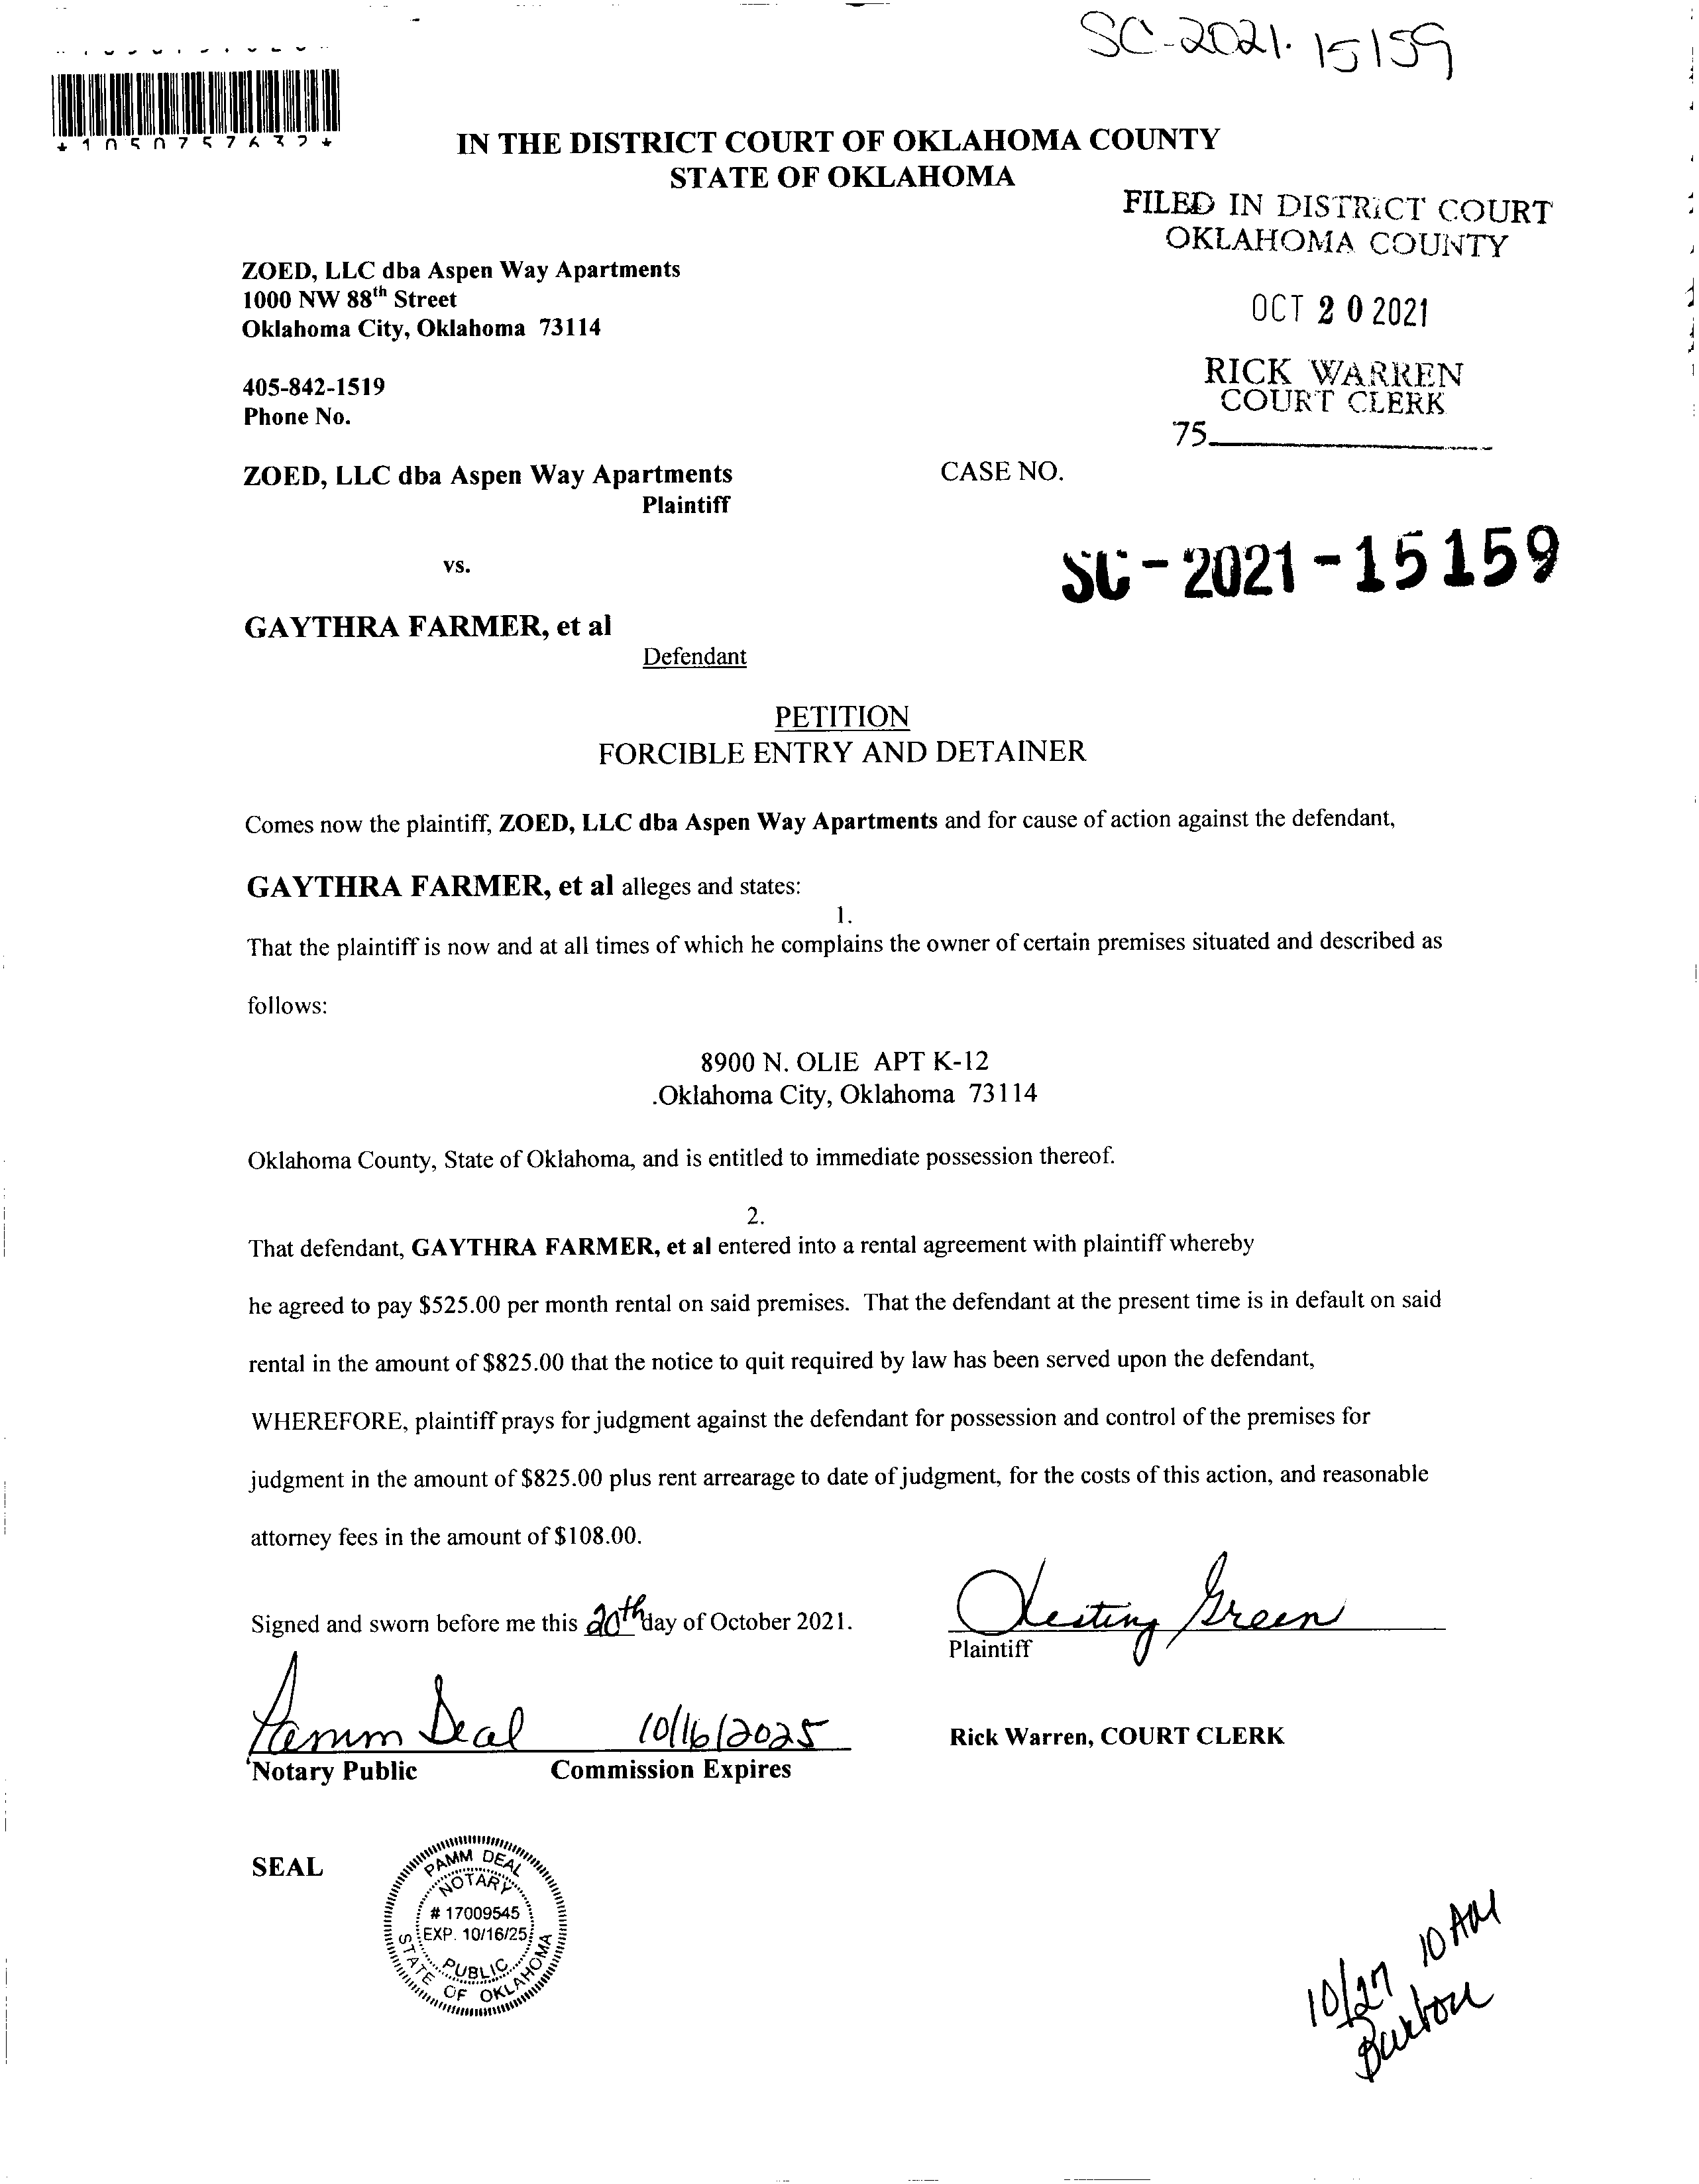 SC-2021-15159
*1050757632*
IN THE DISTRICT COURT OF OKLAHOMA COUNTY
STATE OF OKLAHOMA
FILED IN DISTRICT COURT
OKLAHOMA COUNTY
ZOED, LLC dba Aspen Way Apartments
1000 NW 88th Street
Oklahoma City, Oklahoma 73114
OCT 20 2021
405-842-1519
Phone No.
RICK WARREN
COURT CLERK
75
ZOED, LLC dba Aspen Way Apartments
Plaintiff
CASE NO.
vs.
SC-2021-15159
GAYTHRA FARMER, et al
Defendant
PETITION
FORCIBLE ENTRY AND DETAINER
Comes now the plaintiff, ZOED, LLC dba Aspen Way Apartments and for cause of action against the defendant,
GAYTHRA FARMER, et al alleges and states:
1.
That the plaintiff is now and at all times of which he complains the owner of certain premises situated and described as
follows:
8900 N. OLIE APT K-12
.Oklahoma City, Oklahoma 73114
Oklahoma County, State of Oklahoma, and is entitled to immediate possession thereof.
2.
That defendant, GAYTHRA FARMER, et al entered into a rental agreement with plaintiff whereby
he agreed to pay $525.00 per month rental on said premises. That the defendant at the present time is in default on said
rental in the amount of $825.00 that the notice to quit required by law has been served upon the defendant,
WHEREFORE, plaintiff prays for judgment against the defendant for possession and control of the premises for
judgment in the amount of $825.00 plus rent arrearage to date of judgment, for the costs of this action, and reasonable
attorney fees in the amount of $108.00.
Signed and sworn before me this 20th day of October 2021.
Green
Plaintiff
Pamm Deal 10/16/2025
Notary Public Commission Expires
Rick Warren, COURT CLERK
SEAL
PAMM DEAL
NOTARY
# 17009545
EXP. 10/16/25
PUBLIC
STATE OF OKLAHOMA
10/27 10 AM